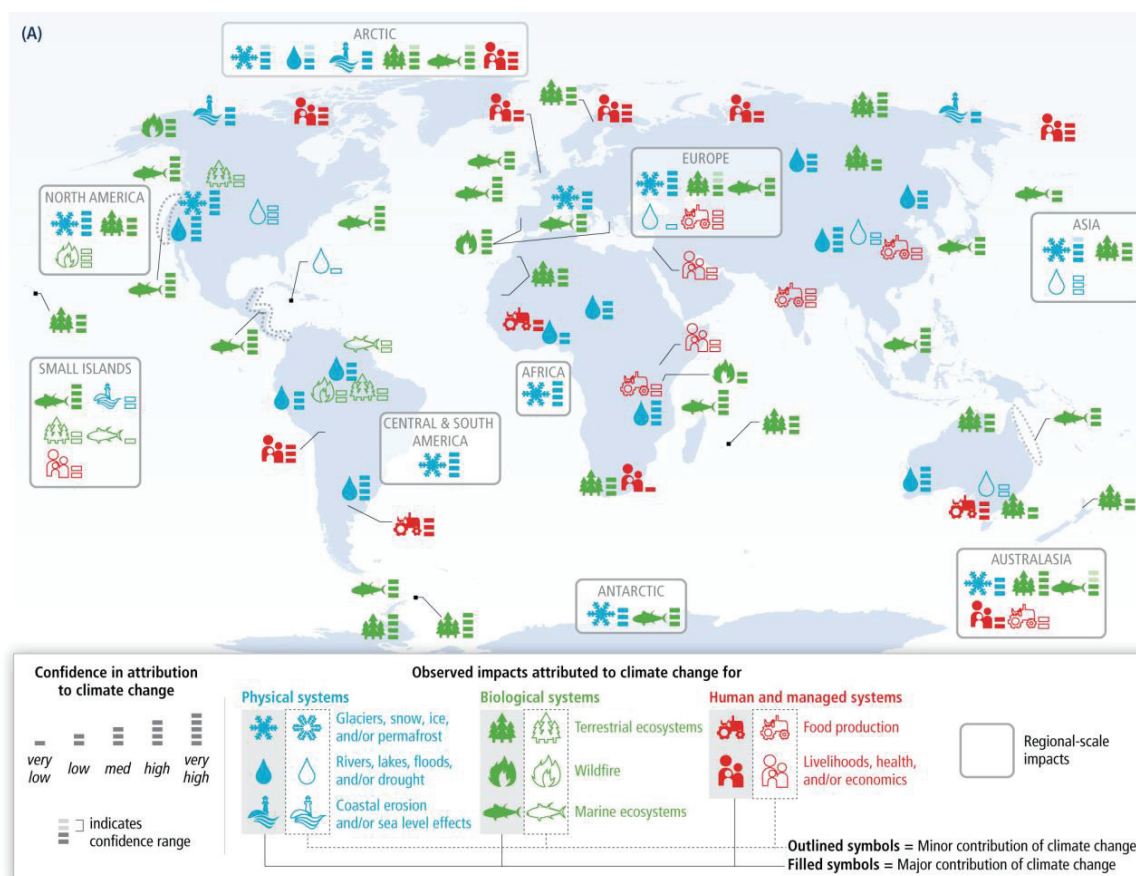 (A)
ARCTIC
NORTH AMERICA
EUROPE
ASIA
SMALL ISLANDS
AFRICA
CENTRAL & SOUTH
AMERICA
ANTARCTIC
AUSTRALASIA
Confidence in attribution
to climate change
very
low
low
med
high
very
high
indicates
confidence range
Observed impacts attributed to climate change for
Physical systems
Glaciers, snow, ice,
and/or permafrost
Rivers, lakes, floods,
and/or drought
Coastal erosion
and/or sea level effects
Biological systems
Terrestrial ecosystems
Wildfire
Marine ecosystems
Human and managed systems
Food production
Livelihoods, health,
and/or economics
Regional-scale
impacts
Outlined symbols = Minor contribution of climate change
Filled symbols = Major contribution of climate change